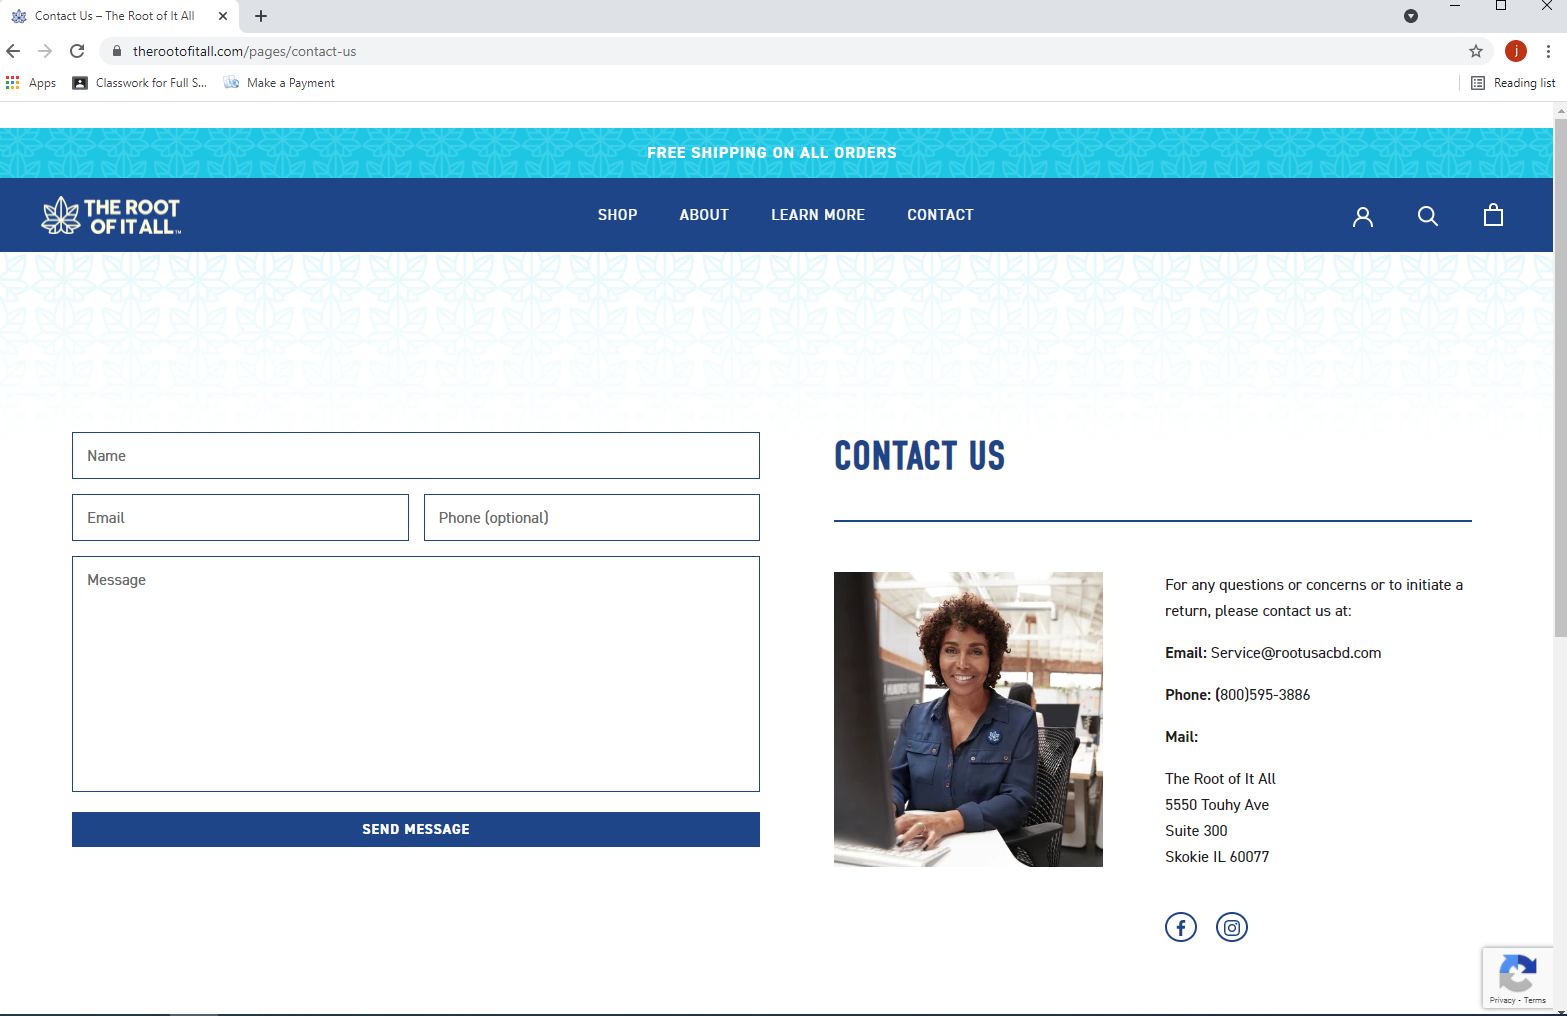 Contact Us – The Root of It All
therootofitall.com/pages/contact-us
j
Apps
Classwork for Full S...
Make a Payment
Reading list
FREE SHIPPING ON ALL ORDERS
THE ROOT
OF IT ALL™
SHOP
ABOUT
LEARN MORE
CONTACT
Name
Email
Phone (optional)
Message
SEND MESSAGE
CONTACT US
For any questions or concerns or to initiate a
return, please contact us at:
Email: Service@rootusacbd.com
Phone: (800)595-3886
Mail:
The Root of It All
5550 Touhy Ave
Suite 300
Skokie IL 60077
Privacy - Terms